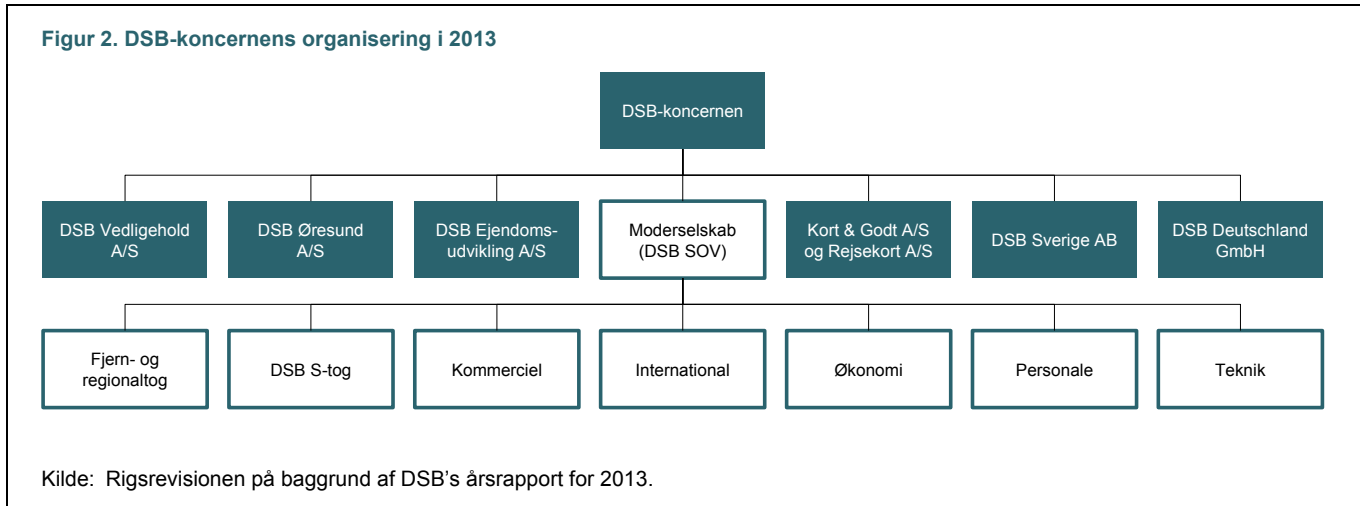 Figur 2. DSB-koncernens organisering i 2013
DSB-koncernen
DSB Vedligehold
A/S
DSB Øresund
A/S
DSB Ejendoms-
udvikling A/S
Moderselskab
(DSB SOV)
Kort & Godt A/S
og Rejsekort A/S
DSB Sverige AB
DSB Deutschland
GmbH
Fjern- og
regionaltog
DSB S-tog
Kommerciel
International
Økonomi
Personale
Teknik
Kilde: Rigsrevisionen på baggrund af DSB’s årsrapport for 2013.